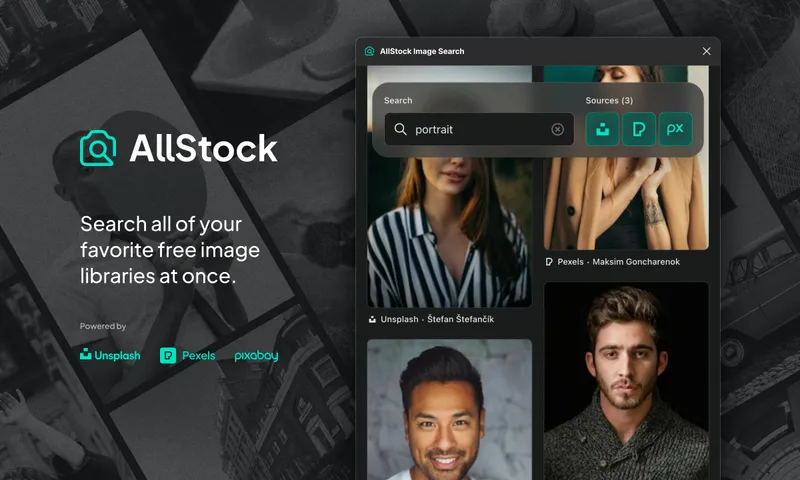 AllStock
Search all of your
favorite free image
libraries at once.
Powered by
Unsplash
Pexels
pixabay
AllStock Image Search
Search
Sources (3)
portrait
px
Pexels · Maksim Goncharenok
Unsplash · Štefan Štefančík